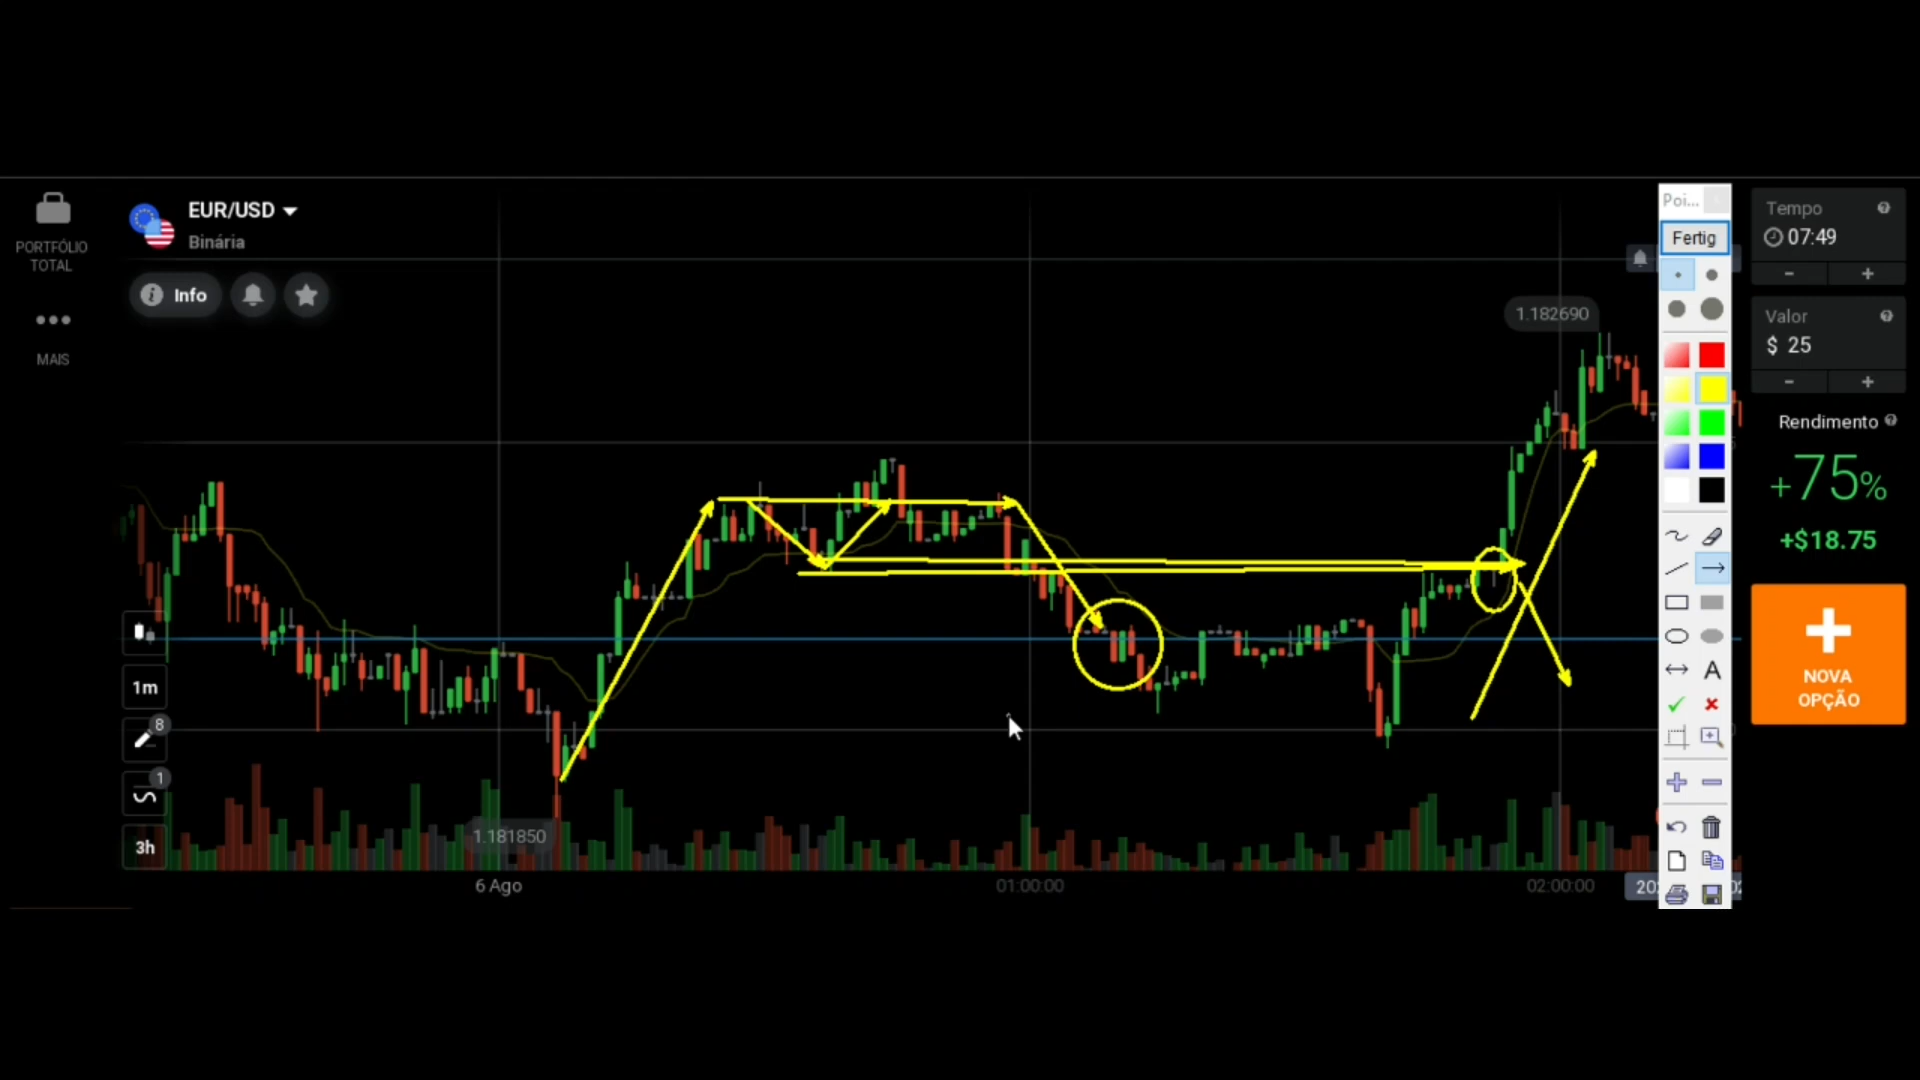 PORTFÓLIO
TOTAL
MAIS
EUR/USD
Binária
Info
1m
8
1
3h
1.181850
1.182690
6 Ago
01:00:00
02:00:00
Poi...
Fertig
A
Tempo
07:49
- +
Valor
$ 25
- +
Rendimento
+75%
+$18.75
NOVA
OPÇÃO